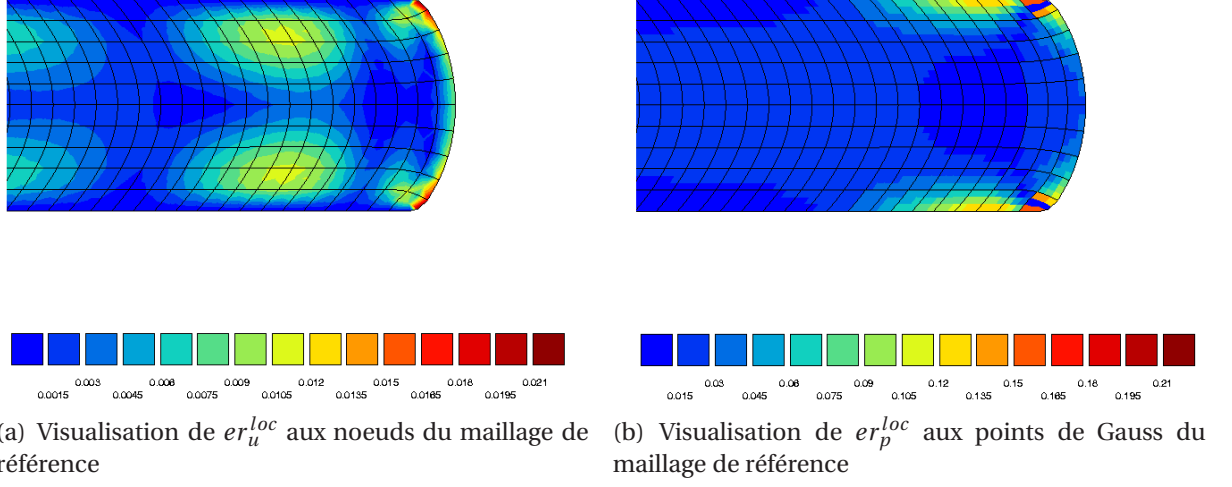 0.003 0.006 0.009 0.012 0.015 0.018 0.021
0.0015 0.0045 0.0075 0.0105 0.0135 0.0165 0.0195
0.03 0.06 0.09 0.12 0.15 0.18 0.21
0.015 0.045 0.075 0.105 0.135 0.165 0.195
(a) Visualisation de er_u^loc aux noeuds du maillage de
référence
(b) Visualisation de er_p^loc aux points de Gauss du
maillage de référence